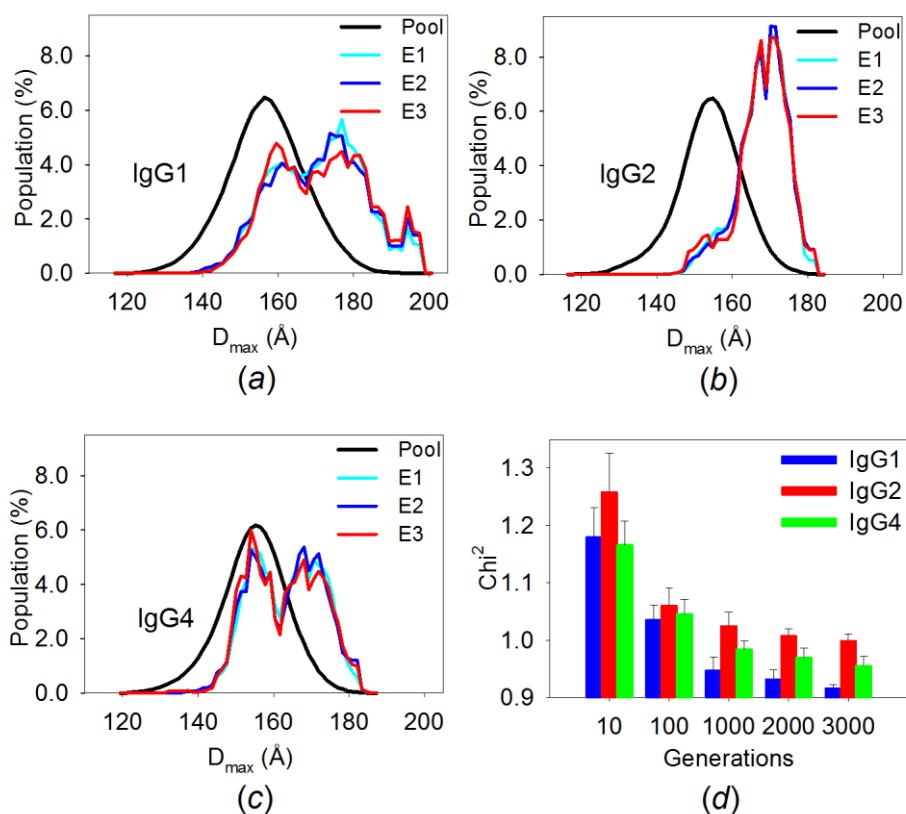 Pool
E1
E2
E3
8.0
6.0
4.0
2.0
0.0
Population (%)
IgG1
120 140 160 180 200
Dmax (Å)
(a)
Pool
E1
E2
E3
8.0
6.0
4.0
2.0
0.0
Population (%)
IgG2
120 140 160 180 200
Dmax (Å)
(b)
Pool
E1
E2
E3
8.0
6.0
4.0
2.0
0.0
Population (%)
IgG4
120 140 160 180 200
Dmax (Å)
(c)
IgG1
IgG2
IgG4
1.3
1.2
1.1
1.0
0.9
Chi²
10 100 1000 2000 3000
Generations
(d)